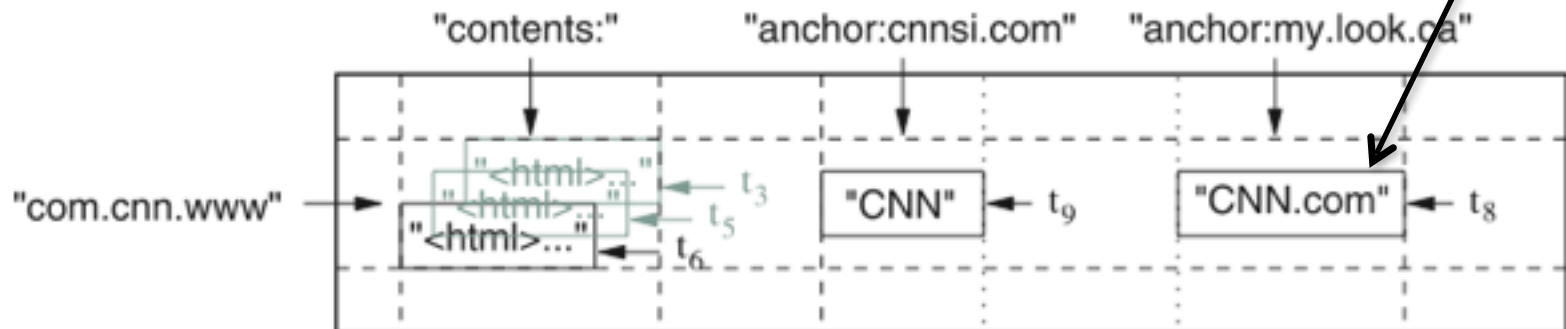 "contents:" "anchor:cnnsi.com" "anchor:my.look.ca"
"<html>..." t3
"com.cnn.www" "<html>..." t5 "CNN" t9 "CNN.com" t8
"<html>..." t6